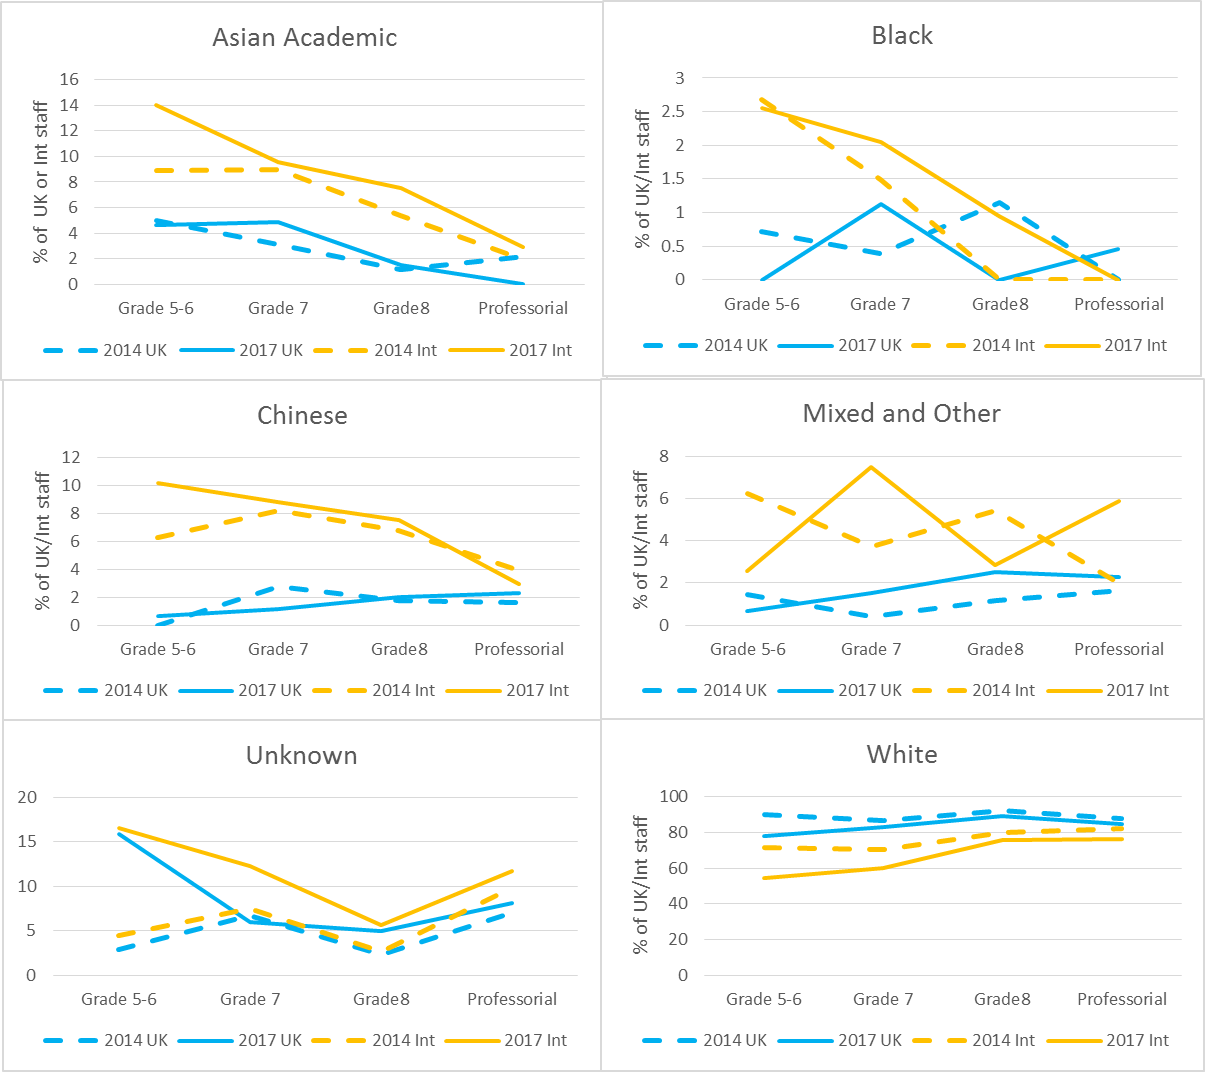 Asian Academic
% of UK or Int staff
16
14
12
10
8
6
4
2
0
Grade 5-6 Grade 7 Grade8 Professorial
2014 UK 2017 UK 2014 Int 2017 Int
Black
% of UK/Int staff
3
2.5
2
1.5
1
0.5
0
Grade 5-6 Grade 7 Grade8 Professorial
2014 UK 2017 UK 2014 Int 2017 Int
Chinese
% of UK/Int staff
12
10
8
6
4
2
0
Grade 5-6 Grade 7 Grade8 Professorial
2014 UK 2017 UK 2014 Int 2017 Int
Mixed and Other
% of UK/Int staff
8
6
4
2
0
Grade 5-6 Grade 7 Grade8 Professorial
2014 UK 2017 UK 2014 Int 2017 Int
Unknown
20
15
10
5
0
Grade 5-6 Grade 7 Grade8 Professorial
2014 UK 2017 UK 2014 Int 2017 Int
White
% of UK/Int staff
100
80
60
40
20
0
Grade 5-6 Grade 7 Grade8 Professorial
2014 UK 2017 UK 2014 Int 2017 Int